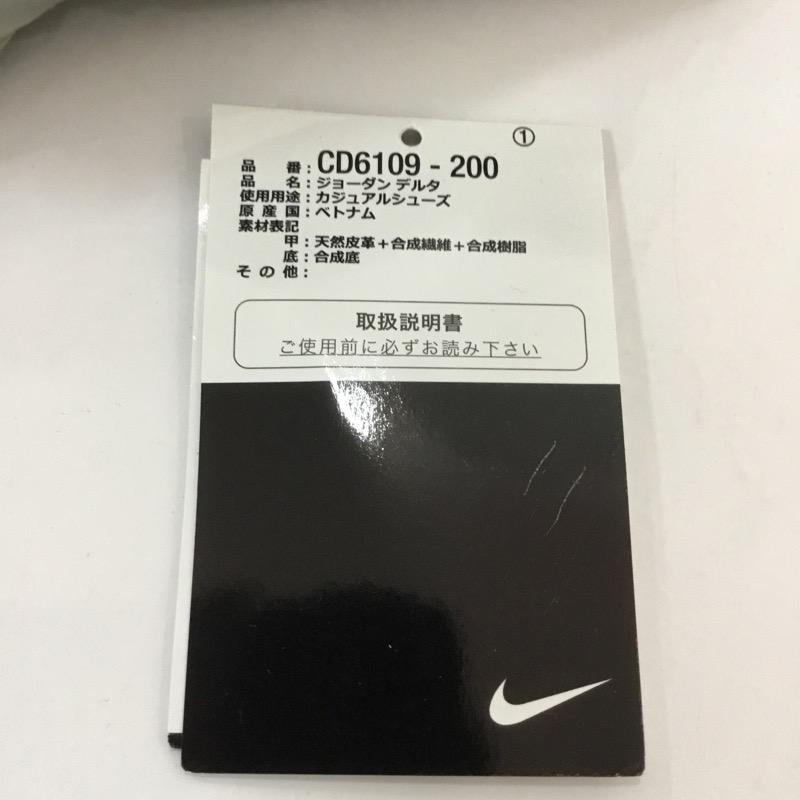 ①
品番：CD6109 - 200
品名：ジョーダン デルタ
使用用途：カジュアルシューズ
原産国：ベトナム
素材表記
甲：天然皮革＋合成繊維＋合成樹脂
底：合成底
その他：
取扱説明書
ご使用前に必ずお読み下さい